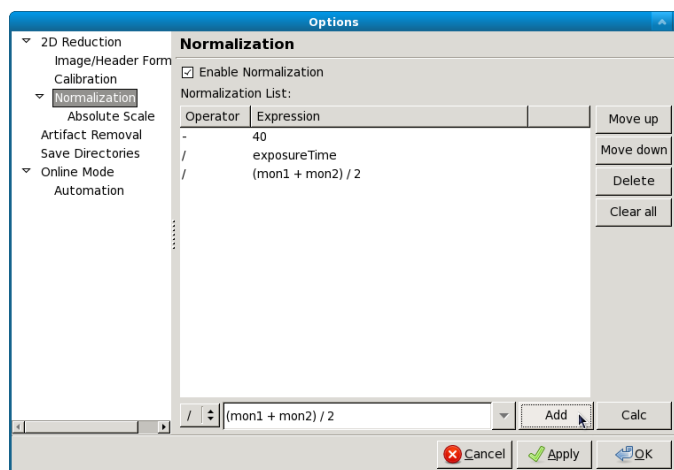 Options
2D Reduction
Image/Header Form
Calibration
Normalization
Absolute Scale
Artifact Removal
Save Directories
Online Mode
Automation
Normalization
Enable Normalization
Normalization List:
Operator Expression
- 40
/ exposureTime
/ (mon1 + mon2) / 2
Move up
Move down
Delete
Clear all
/ (mon1 + mon2) / 2 Add Calc
Cancel Apply OK